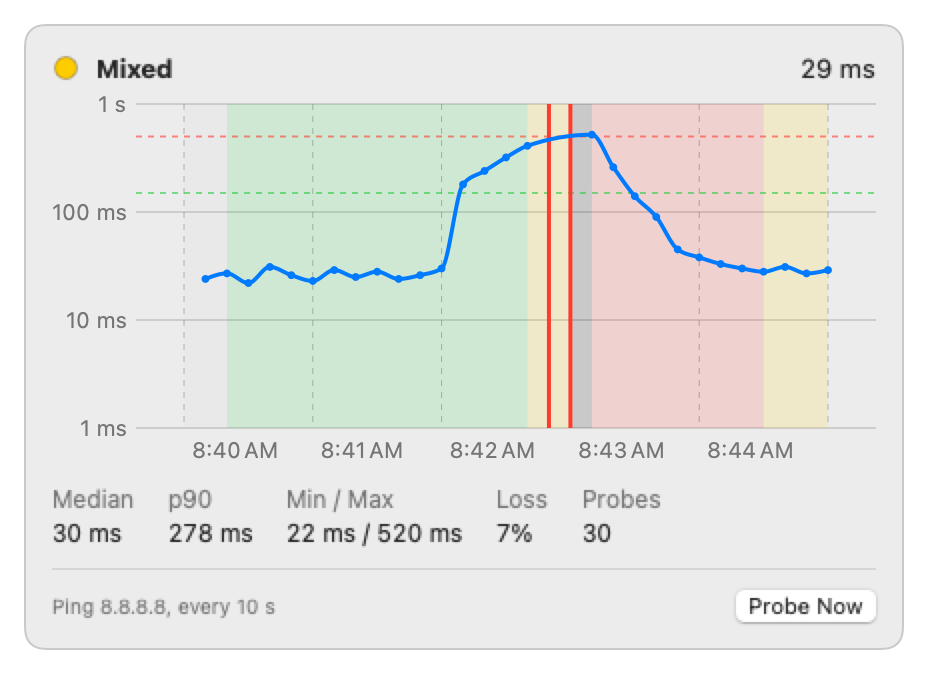 Mixed
29 ms
1 s
100 ms
10 ms
1 ms
8:40 AM 8:41 AM 8:42 AM 8:43 AM 8:44 AM
Median p90 Min / Max Loss Probes
30 ms 278 ms 22 ms / 520 ms 7% 30
Ping 8.8.8.8, every 10 s
Probe Now